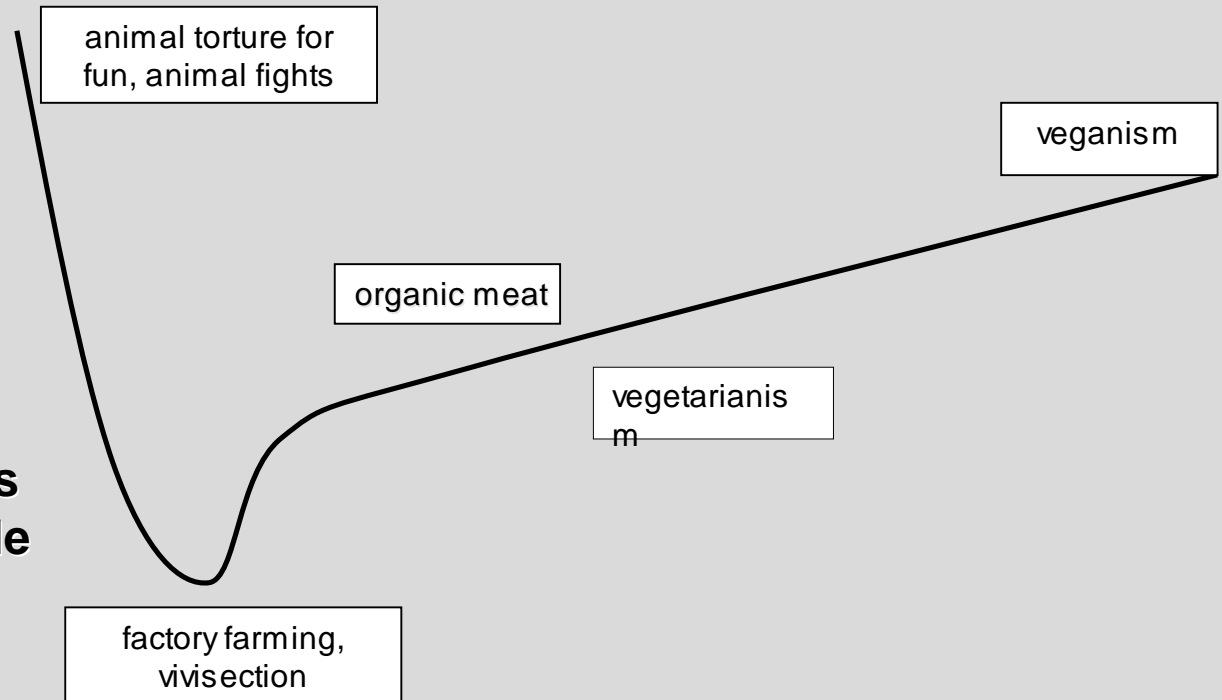 animal torture for
fun, animal fights
veganism
organic meat
vegetarianis
m
factory farming,
vivisection